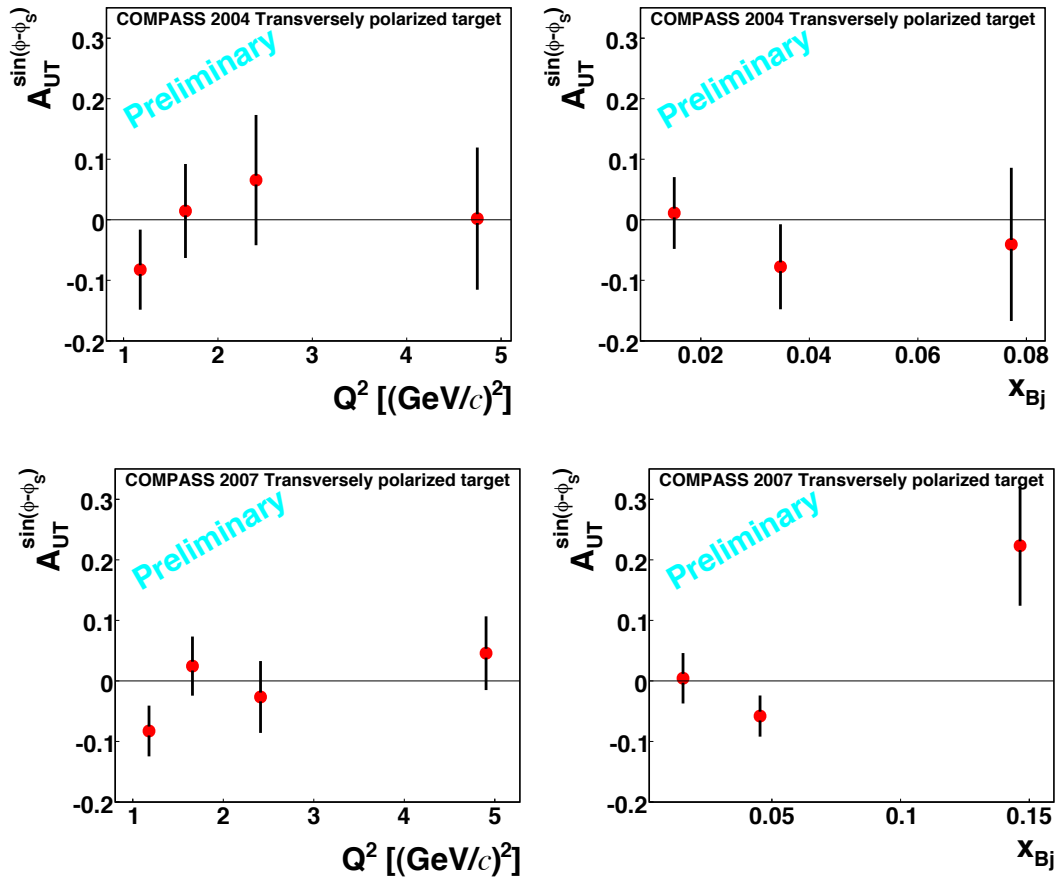 COMPASS 2004 Transversely polarized target
A_UT^sin(ϕ-ϕ_S)
Preliminary
0.3
0.2
0.1
0
-0.1
-0.2
1 2 3 4 5
Q² [(GeV/c)²]
COMPASS 2004 Transversely polarized target
A_UT^sin(ϕ-ϕ_S)
Preliminary
0.3
0.2
0.1
0
-0.1
-0.2
0.02 0.04 0.06 0.08
x_Bj
COMPASS 2007 Transversely polarized target
A_UT^sin(ϕ-ϕ_S)
Preliminary
0.3
0.2
0.1
0
-0.1
-0.2
1 2 3 4 5
Q² [(GeV/c)²]
COMPASS 2007 Transversely polarized target
A_UT^sin(ϕ-ϕ_S)
Preliminary
0.3
0.2
0.1
0
-0.1
-0.2
0.05 0.1 0.15
x_Bj